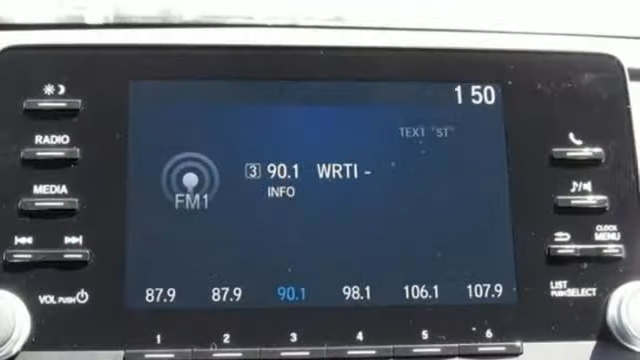 1 50
TEXT "ST"
RADIO
3 90.1 WRTI -
INFO
FM1
MEDIA
CLOCK
MENU
VOL PUSH
LIST
PUSH SELECT
87.9 87.9 90.1 98.1 106.1 107.9
1 2 3 4 5 6